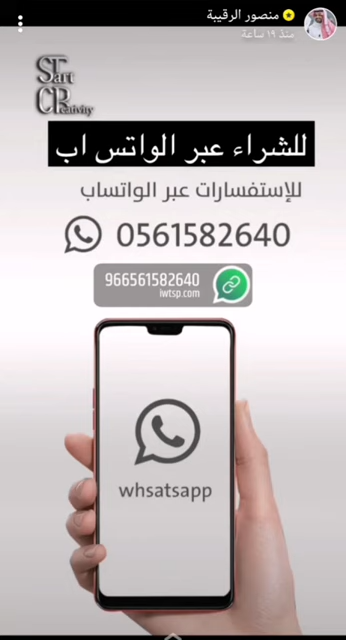 منصور الرقيبة
منذ ١٩ ساعة
START
CREativity
للشراء عبر الواتس اب
للإستفسارات عبر الواتساب
0561582640
966561582640
iwtsp.com
whsatsapp